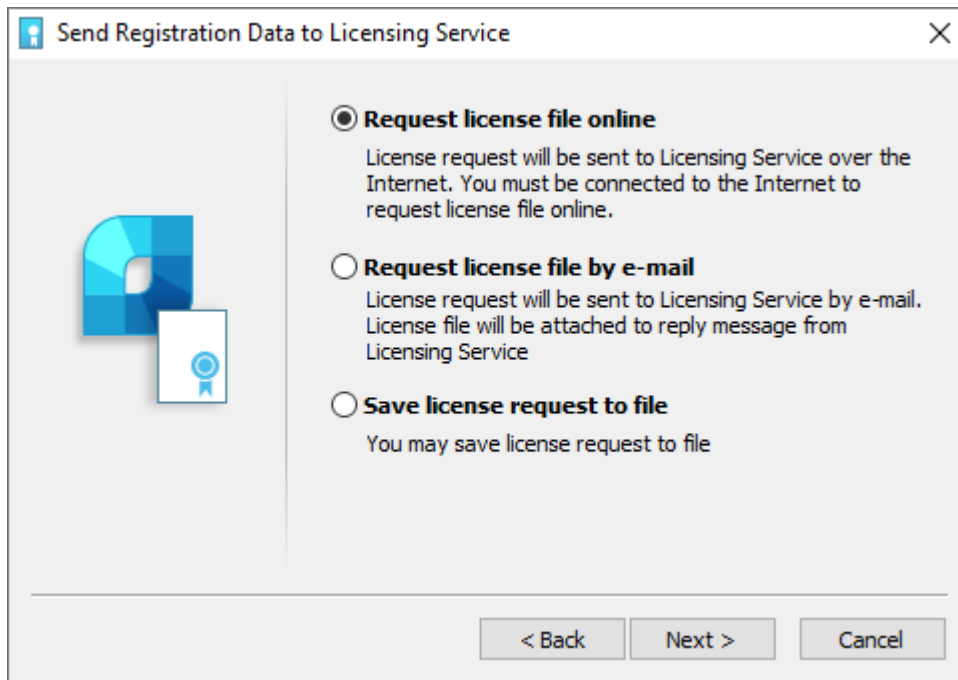 Send Registration Data to Licensing Service
Request license file online
License request will be sent to Licensing Service over the
Internet. You must be connected to the Internet to
request license file online.
Request license file by e-mail
License request will be sent to Licensing Service by e-mail.
License file will be attached to reply message from
Licensing Service
Save license request to file
You may save license request to file
< Back Next > Cancel